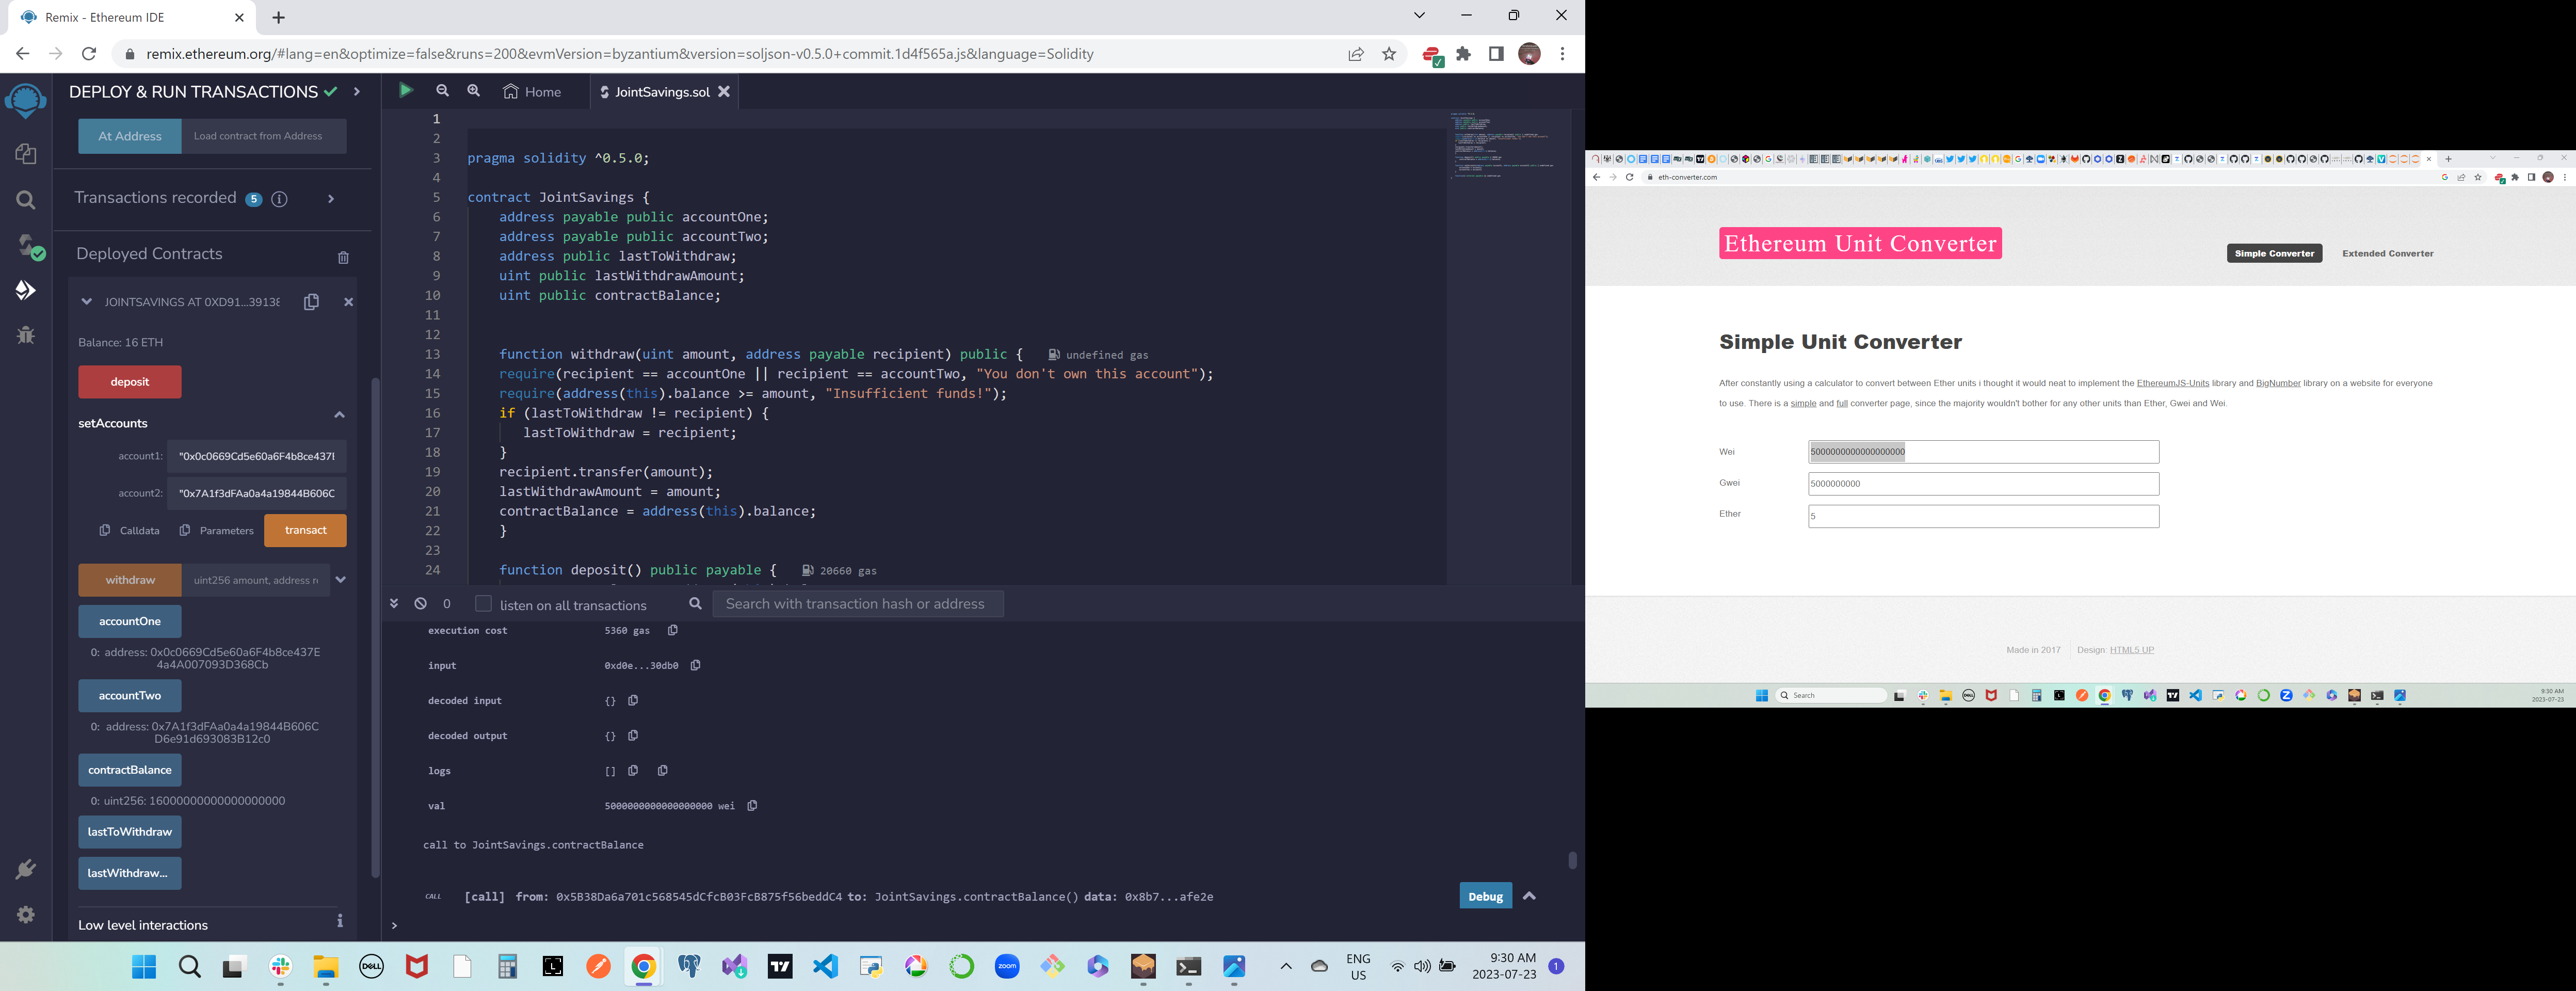 Remix - Ethereum IDE
remix.ethereum.org/#lang=en&optimize=false&runs=200&evmVersion=byzantium&version=soljson-v0.5.0+commit.1d4f565a.js&language=Solidity
DEPLOY & RUN TRANSACTIONS
At Address
Load contract from Address
Transactions recorded 5 i
Deployed Contracts
JOINTSAVINGS AT 0XD91...39138
Balance: 16 ETH
deposit
setAccounts
account1: "0x0c0669Cd5e60a6F4b8ce437E
account2: "0x7A1f3dFAa0a4a19844B606C
Calldata
Parameters
transact
withdraw
uint256 amount, address re
accountOne
0: address: 0x0c0669Cd5e60a6F4b8ce437E
4a4A007093D368Cb
accountTwo
0: address: 0x7A1f3dFAa0a4a19844B606C
D6e91d693083B12c0
contractBalance
0: uint256: 16000000000000000000
lastToWithdraw
lastWithdraw...
Low level interactions
i
Home
JointSavings.sol
1
2
3 pragma solidity ^0.5.0;
4
5 contract JointSavings {
6 address payable public accountOne;
7 address payable public accountTwo;
8 address public lastToWithdraw;
9 uint public lastWithdrawAmount;
10 uint public contractBalance;
11
12
13 function withdraw(uint amount, address payable recipient) public { undefined gas
14 require(recipient == accountOne || recipient == accountTwo, "You don't own this account");
15 require(address(this).balance >= amount, "Insufficient funds!");
16 if (lastToWithdraw != recipient) {
17 lastToWithdraw = recipient;
18 }
19 recipient.transfer(amount);
20 lastWithdrawAmount = amount;
21 contractBalance = address(this).balance;
22 }
23
24 function deposit() public payable { 20660 gas
0
listen on all transactions
Search with transaction hash or address
execution cost 5360 gas
input 0xd0e...30db0
decoded input {}
decoded output {}
logs []
val 5000000000000000000 wei
call to JointSavings.contractBalance
CALL [call] from: 0x5B38Da6a701c568545dCfcB03FcB875f56beddC4 to: JointSavings.contractBalance() data: 0x8b7...afe2e
Debug
>
DELL
zoom
ENG
US
9:30 AM
2023-07-23
1
eth-converter.com
Ethereum Unit Converter
Simple Converter
Extended Converter
Simple Unit Converter
After constantly using a calculator to convert between Ether units i thought it would neat to implement the EthereumJS-Units library and BigNumber library on a website for everyone
to use. There is a simple and full converter page, since the majority wouldn't bother for any other units than Ether, Gwei and Wei.
Wei 5000000000000000000
Gwei 5000000000
Ether 5
Made in 2017
Design: HTML5 UP
Search
9:30 AM
2023-07-23